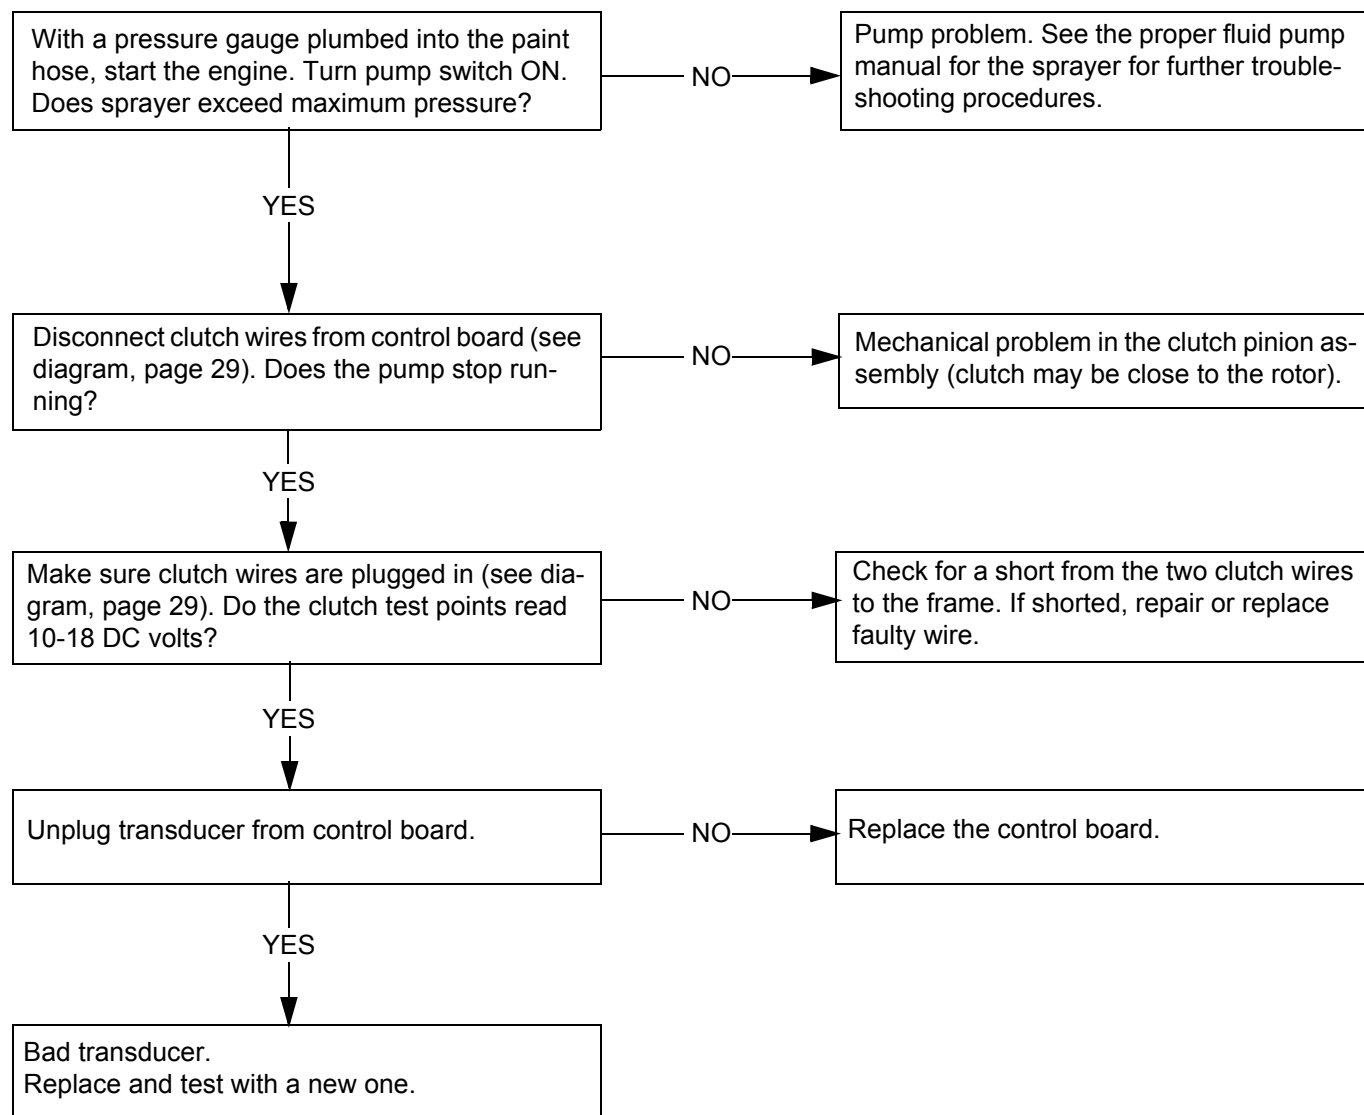 With a pressure gauge plumbed into the paint
hose, start the engine. Turn pump switch ON.
Does sprayer exceed maximum pressure?
NO
Pump problem. See the proper fluid pump
manual for the sprayer for further trouble-
shooting procedures.
YES
Disconnect clutch wires from control board (see
diagram, page 29). Does the pump stop run-
ning?
NO
Mechanical problem in the clutch pinion as-
sembly (clutch may be close to the rotor).
YES
Make sure clutch wires are plugged in (see dia-
gram, page 29). Do the clutch test points read
10-18 DC volts?
NO
Check for a short from the two clutch wires
to the frame. If shorted, repair or replace
faulty wire.
YES
Unplug transducer from control board.
NO
Replace the control board.
YES
Bad transducer.
Replace and test with a new one.